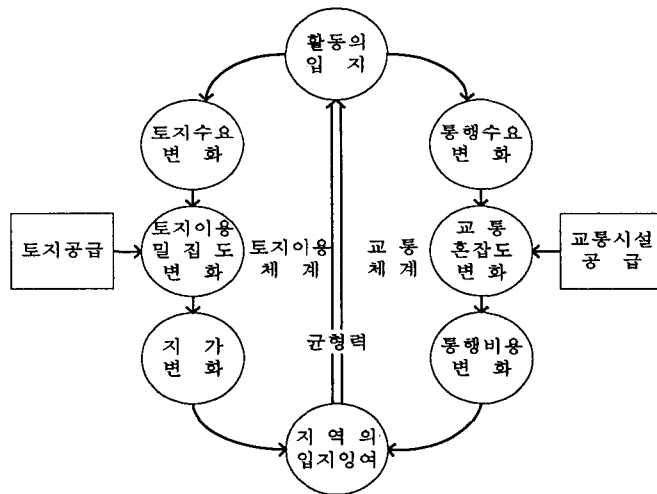 활동의
입 지
토지수요
변 화
통행수요
변 화
토지공급
토지이용
밀 집 도
변 화
토지이용
체 계
교 통
체 계
교 통
혼잡도
변 화
교통시설
공 급
지 가
변 화
균형력
통행비용
변 화
지 역 의
입지잉여